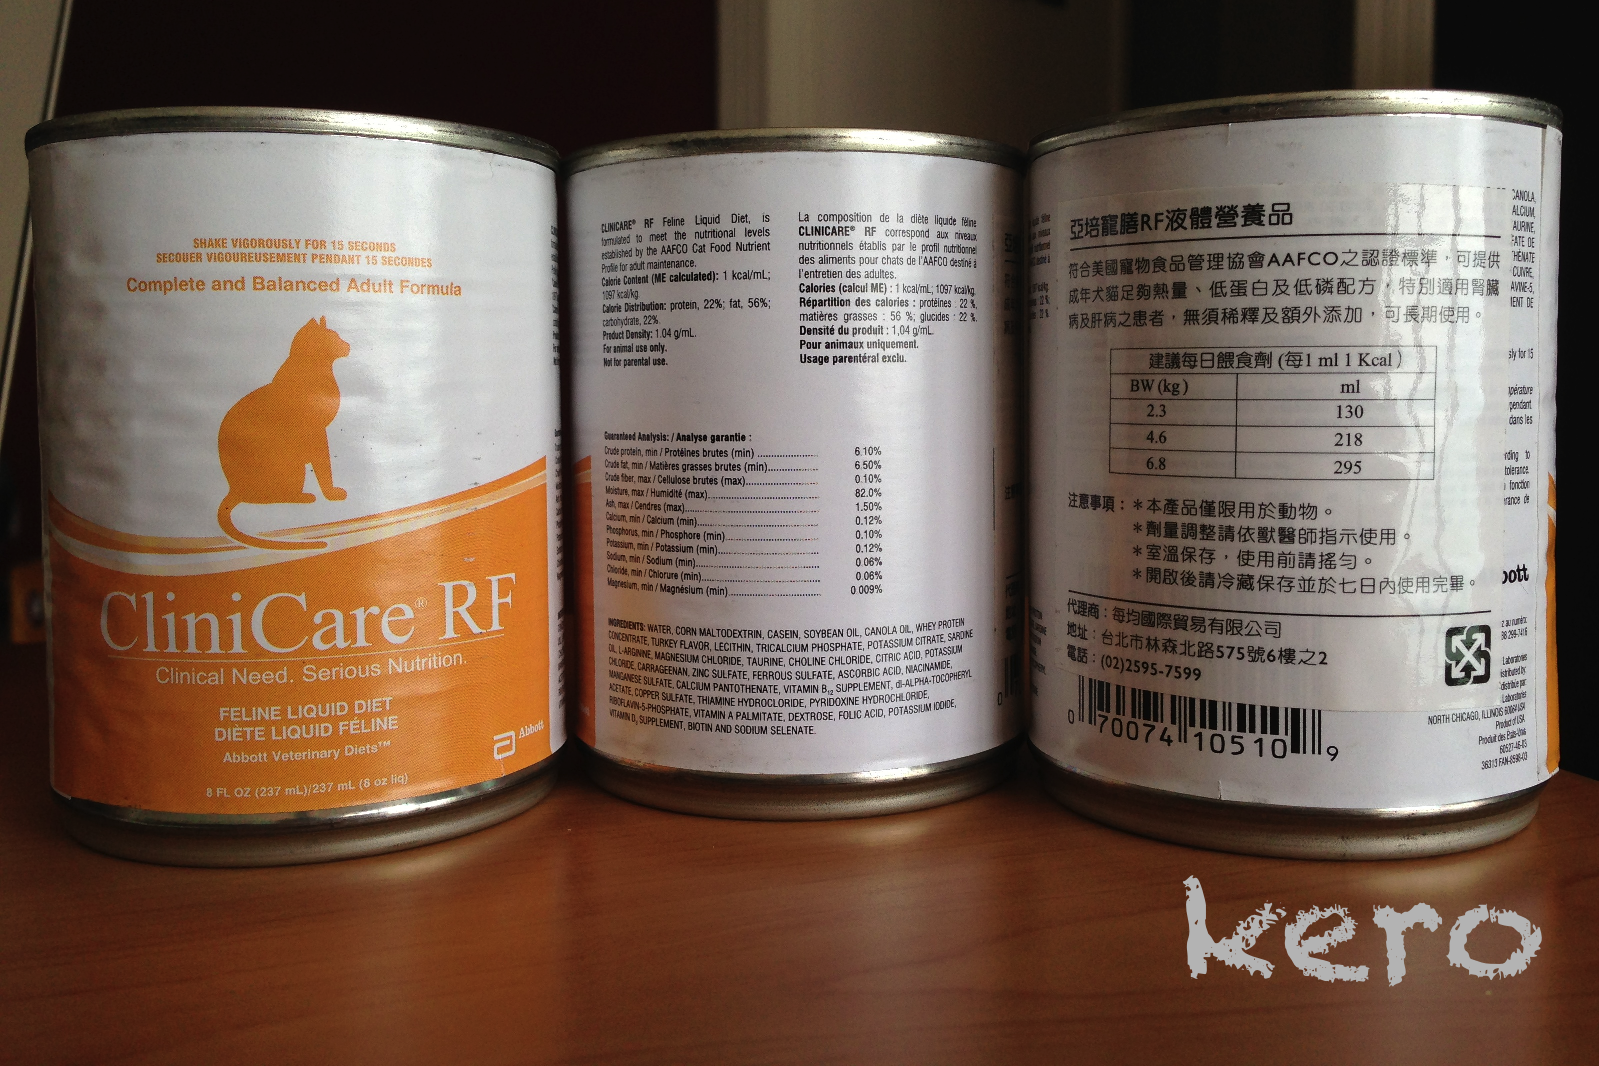 SHAKE VIGOROUSLY FOR 15 SECONDS
SECOUER VIGOUREUSEMENT PENDANT 15 SECONDES
Complete and Balanced Adult Formula
CliniCare® RF
Clinical Need. Serious Nutrition.
FELINE LIQUID DIET
DIÈTE LIQUIDE FÉLINE
Abbott Veterinary Diets™
Abbott
8 FL OZ (237 mL)/237 mL (8 oz liq)
CLINICARE® RF Feline Liquid Diet, is
formulated to meet the nutritional levels
established by the AAFCO Cat Food Nutrient
Profile for adult maintenance.
Calorie Content (ME calculated): 1 kcal/mL;
1097 kcal/kg
Calorie Distribution: protein, 22%; fat, 56%;
carbohydrate, 22%.
Product Density: 1.04 g/mL.
For animal use only.
Not for parental use.
La composition de la diète liquide féline
CLINICARE® RF correspond aux niveaux
nutritionnels établis par le profil nutritionnel
des aliments pour chats de l'AAFCO destiné à
l'entretien des adultes.
Calories (calcul ME) : 1 kcal/mL; 1097 kcal/kg.
Répartition des calories : protéines : 22 %,
matières grasses : 56 %; glucides : 22 %.
Densité du produit : 1,04 g/mL.
Pour animaux uniquement.
Usage parentéral exclu.
Guaranteed Analysis: / Analyse garantie :
Crude protein, min / Protéines brutes (min) 6.10%
Crude fat, min / Matières grasses brutes (min) 6.50%
Crude fiber, max / Cellulose brutes (max) 0.10%
Moisture, max / Humidité (max) 82.0%
Ash, max / Cendres (max) 1.50%
Calcium, min / Calcium (min) 0.12%
Phosphorus, min / Phosphore (min) 0.10%
Potassium, min / Potassium (min) 0.12%
Sodium, min / Sodium (min) 0.06%
Chloride, min / Chlorure (min) 0.06%
Magnesium, min / Magnésium (min) 0.009%
INGREDIENTS: WATER, CORN MALTODEXTRIN, CASEIN, SOYBEAN OIL, CANOLA OIL, WHEY PROTEIN
CONCENTRATE, TURKEY FLAVOR, LECITHIN, TRICALCIUM PHOSPHATE, POTASSIUM CITRATE, SARDINE
OIL, L-ARGININE, MAGNESIUM CHLORIDE, TAURINE, CHOLINE CHLORIDE, CITRIC ACID, POTASSIUM
CHLORIDE, CARRAGEENAN, ZINC SULFATE, FERROUS SULFATE, ASCORBIC ACID, NIACINAMIDE,
MANGANESE SULFATE, CALCIUM PANTOTHENATE, VITAMIN B12 SUPPLEMENT, dl-ALPHA-TOCOPHERYL
ACETATE, COPPER SULFATE, THIAMINE HYDROCLORIDE, PYRIDOXINE HYDROCHLORIDE,
RIBOFLAVIN-5-PHOSPHATE, VITAMIN A PALMITATE, DEXTROSE, FOLIC ACID, POTASSIUM IODIDE,
VITAMIN D3 SUPPLEMENT, BIOTIN AND SODIUM SELENATE.
亞培寵膳RF液體營養品
符合美國寵物食品管理協會AAFCO之認證標準，可提供
成年犬貓足夠熱量、低蛋白及低磷配方，特別適用腎臟
病及肝病之患者，無須稀釋及額外添加，可長期使用。
建議每日餵食劑 (每1 ml 1 Kcal)
BW (kg) ml
2.3 130
4.6 218
6.8 295
注意事項：＊本產品僅限用於動物。
＊劑量調整請依獸醫師指示使用。
＊室溫保存，使用前請搖勻。
＊開啟後請冷藏保存並於七日內使用完畢。
代理商：每均國際貿易有限公司
地址：台北市林森北路575號6樓之2
電話：(02)2595-7599
0 70074 10510 9
NORTH CHICAGO, ILLINOIS 60064 USA
Product of USA
Produit des États-Unis
kero